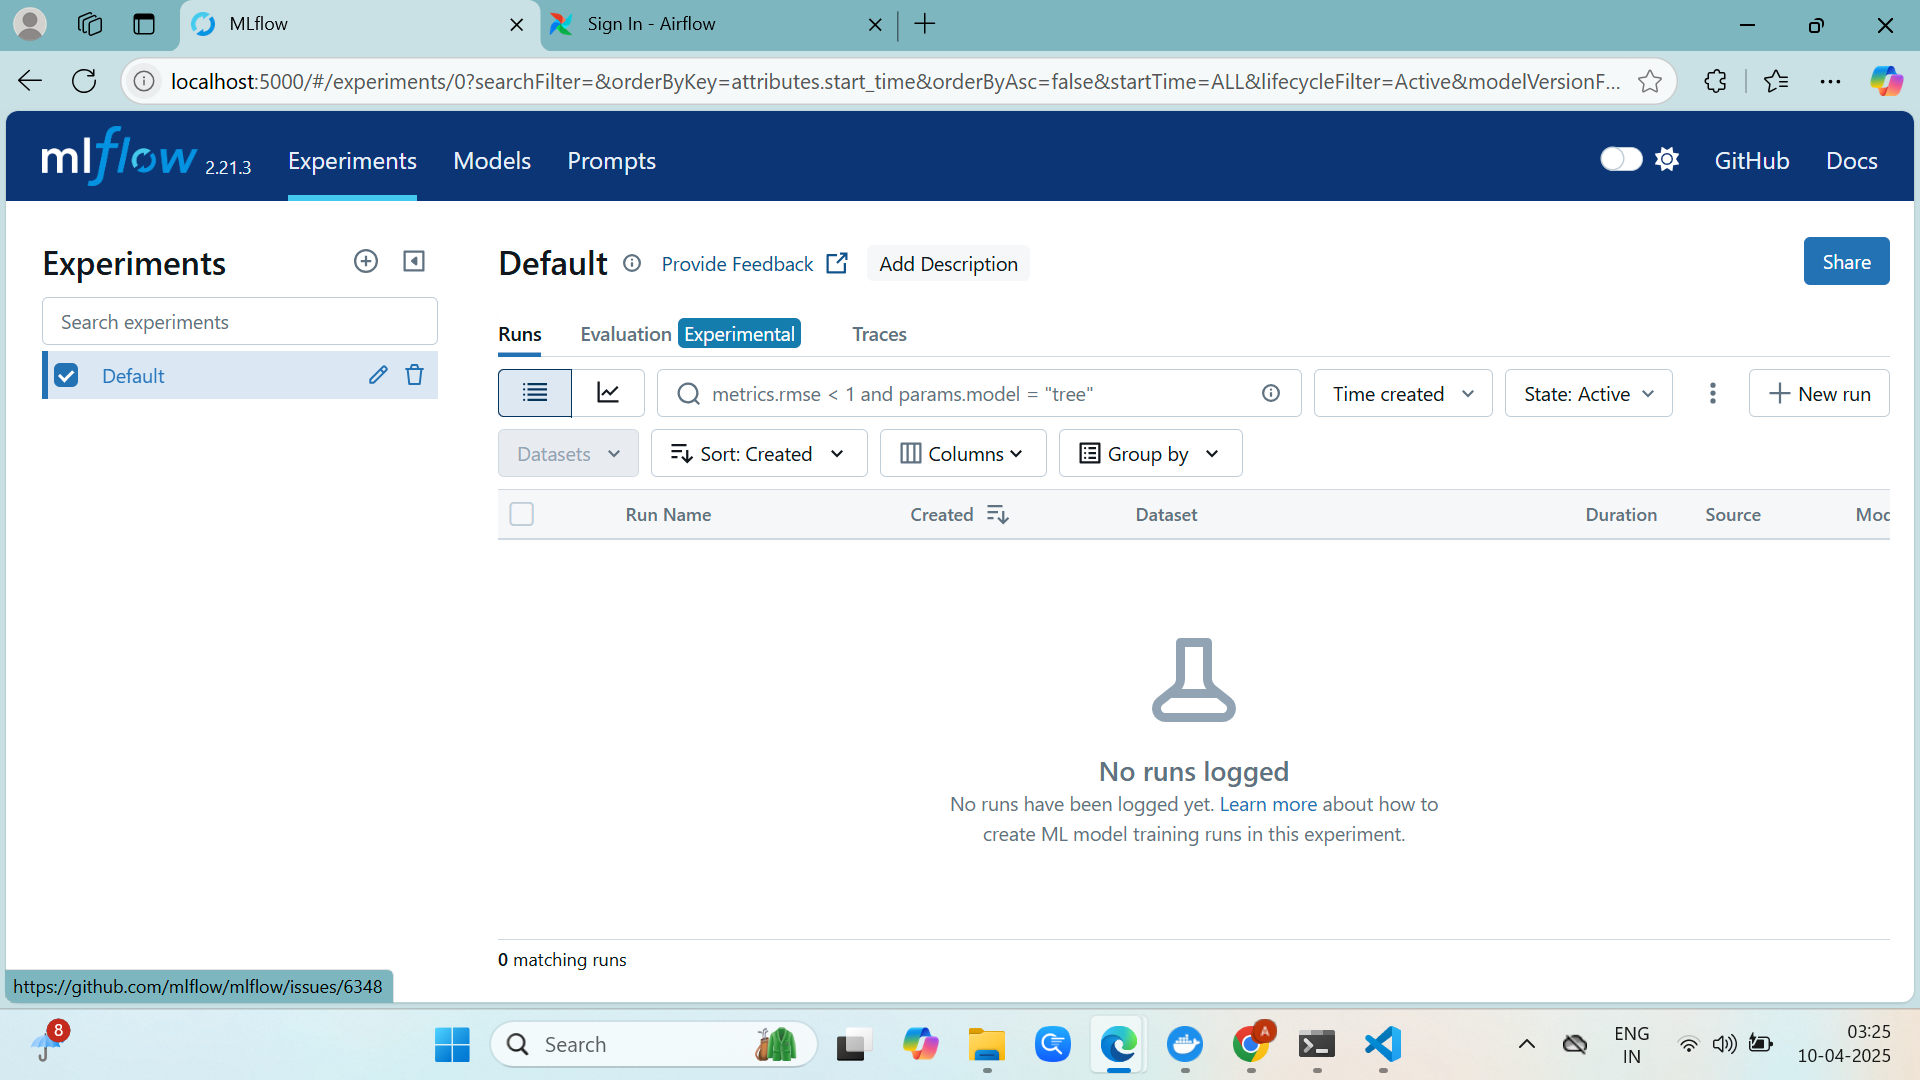 MLflow
Sign In - Airflow
localhost:5000/#/experiments/0?searchFilter=&orderByKey=attributes.start_time&orderByAsc=false&startTime=ALL&lifecycleFilter=Active&modelVersionF...
mlflow 2.21.3 Experiments Models Prompts GitHub Docs
Experiments
Search experiments
Default
Default Provide Feedback Add Description Share
Runs Evaluation Experimental Traces
metrics.rmse < 1 and params.model = "tree" Time created State: Active New run
Datasets Sort: Created Columns Group by
Run Name Created Dataset Duration Source Moc
No runs logged
No runs have been logged yet. Learn more about how to
create ML model training runs in this experiment.
0 matching runs
https://github.com/mlflow/mlflow/issues/6348
8
Search
A
ENG
IN
03:25
10-04-2025